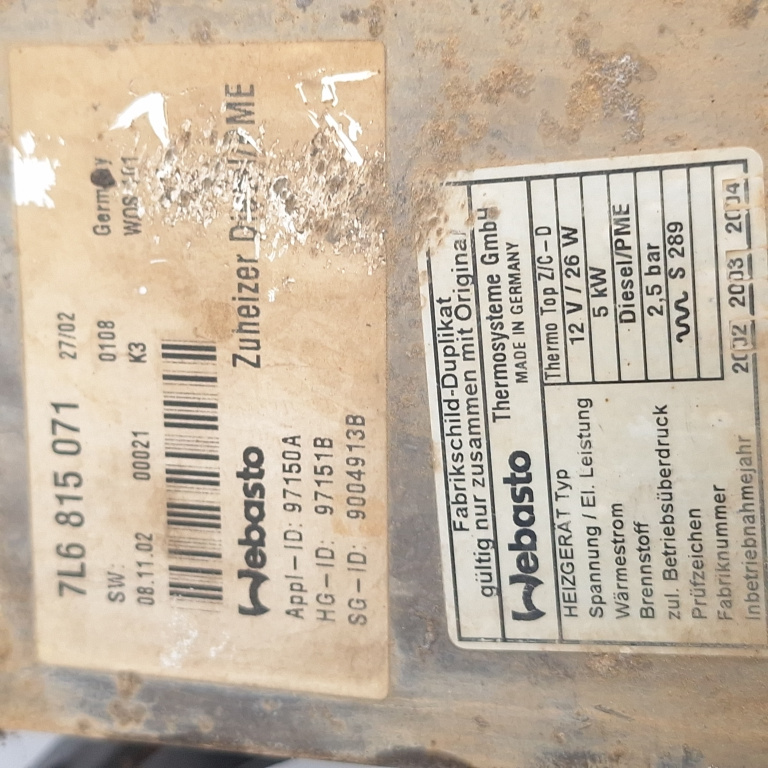 7L6 815 071 27/02
SW: 0108
08.11.02 00021 K3
Webasto Zuheizer
Appl-ID: 97150A
HG-ID: 97151B
SG-ID: 9004913B
Fabrikschild-Duplikat
gültig nur zusammen mit Original
Webasto Thermosysteme GmbH
MADE IN GERMANY
HEIZGERÄT Typ Thermo Top Z/C-D
Spannung / El. Leistung 12 V / 26 W
Wärmestrom 5 kW
Brennstoff Diesel/PME
zul. Betriebsüberdruck 2,5 bar
Prüfzeichen S 289
Fabriknummer
Inbetriebnahmejahr 2002 2003 2004